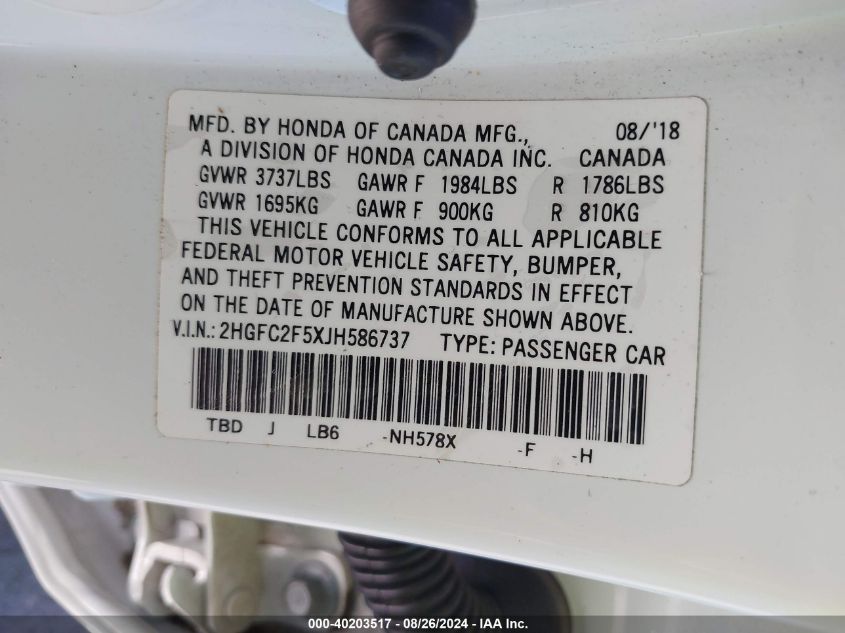 MFD. BY HONDA OF CANADA MFG., 08/'18
A DIVISION OF HONDA CANADA INC. CANADA
GVWR 3737LBS GAWR F 1984LBS R 1786LBS
GVWR 1695KG GAWR F 900KG R 810KG
THIS VEHICLE CONFORMS TO ALL APPLICABLE
FEDERAL MOTOR VEHICLE SAFETY, BUMPER,
AND THEFT PREVENTION STANDARDS IN EFFECT
ON THE DATE OF MANUFACTURE SHOWN ABOVE.
V.I.N.: 2HGFC2F5XJH586737 TYPE: PASSENGER CAR
TBD J LB6 -NH578X -F -H
000-40203517 - 08/26/2024 - IAA Inc.